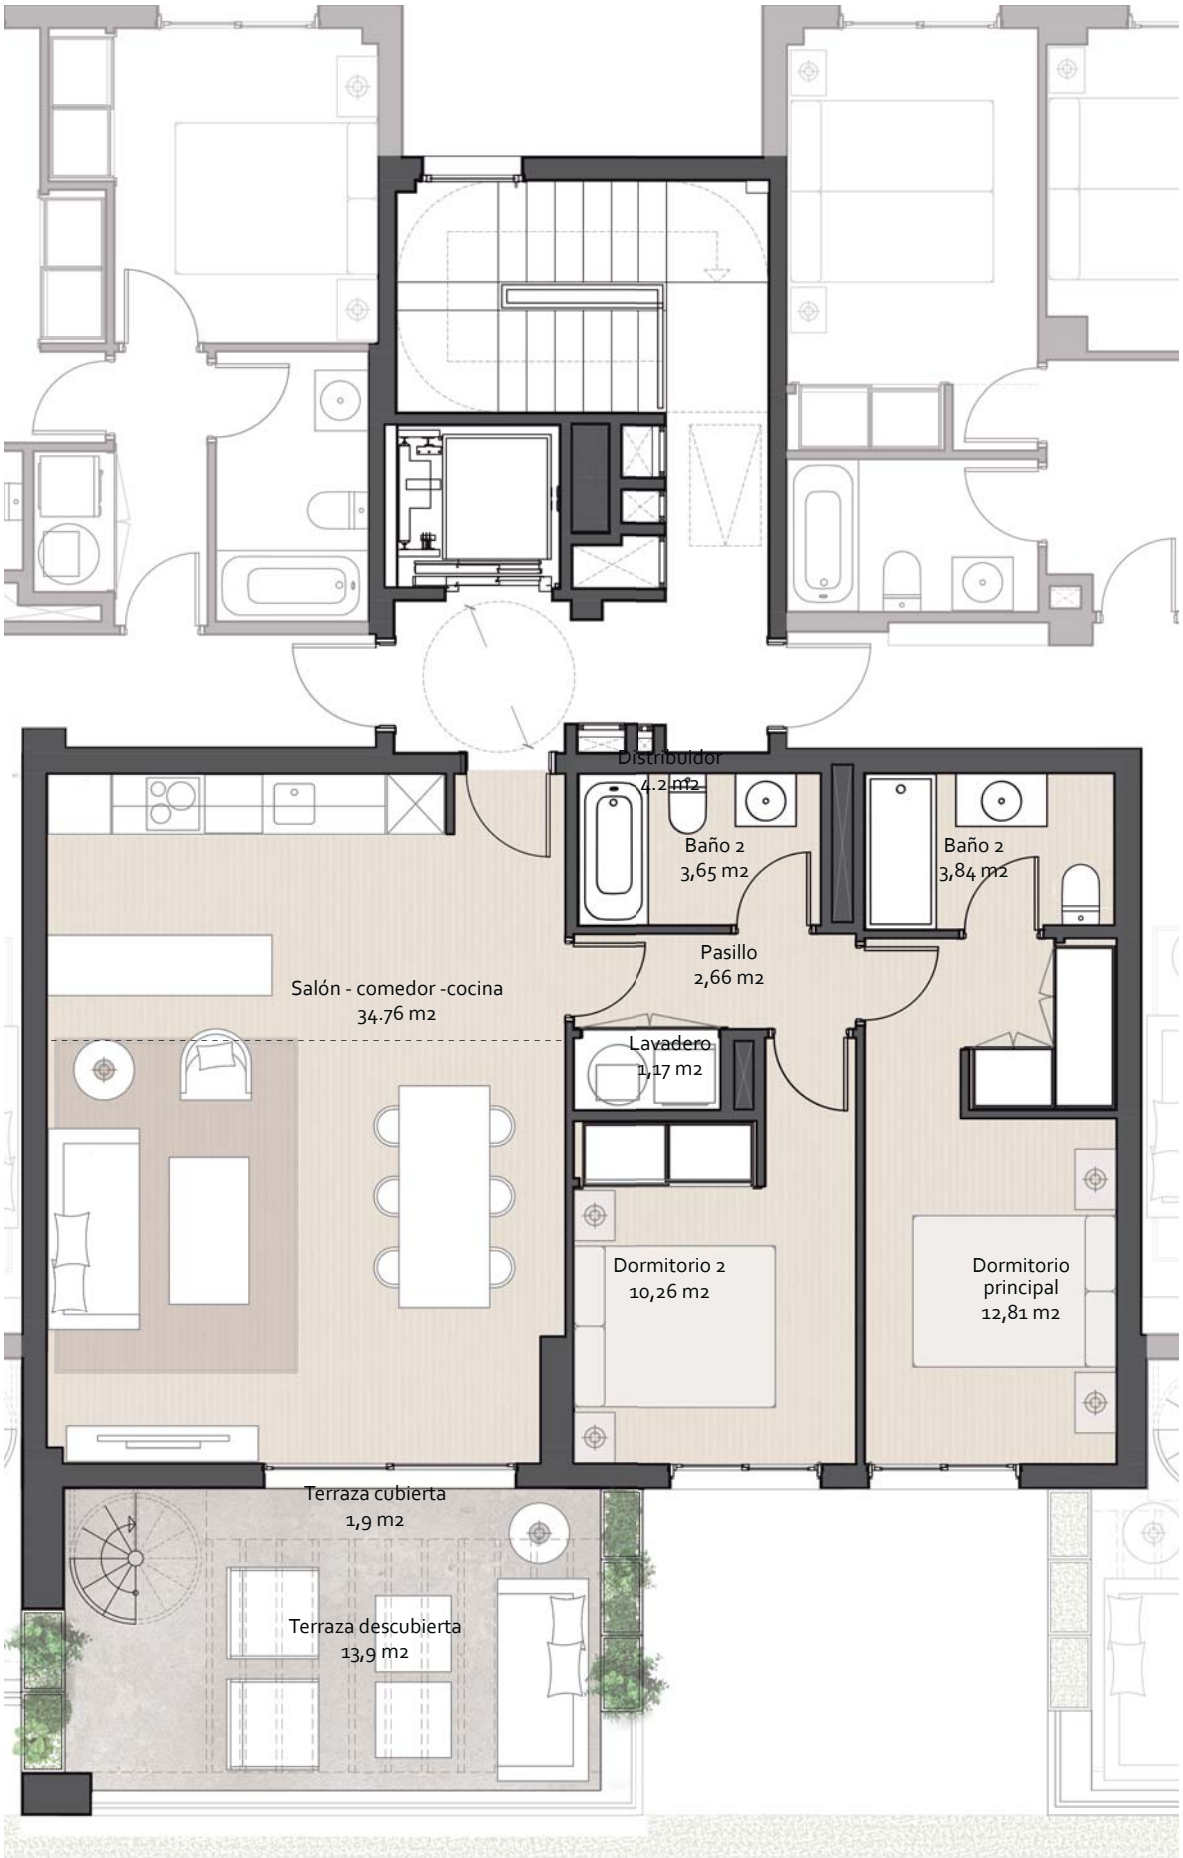 Distribuidor
4.2 m2
Baño 2
3,65 m2
Baño 2
3,84 m2
Pasillo
2,66 m2
Salón - comedor -cocina
34.76 m2
Lavadero
1,17 m2
Dormitorio 2
10,26 m2
Dormitorio
principal
12,81 m2
Terraza cubierta
1,9 m2
Terraza descubierta
13,9 m2